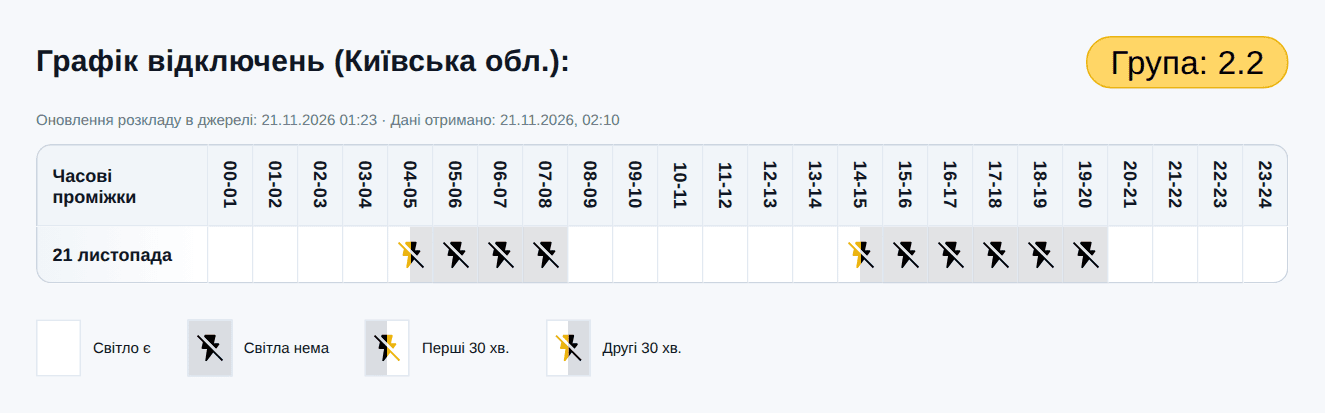 Графік відключень (Київська обл.):
Група: 2.2
Оновлення розкладу в джерелі: 21.11.2026 01:23 · Дані отримано: 21.11.2026, 02:10
Часові
проміжки
00-01
01-02
02-03
03-04
04-05
05-06
06-07
07-08
08-09
09-10
10-11
11-12
12-13
13-14
14-15
15-16
16-17
17-18
18-19
19-20
20-21
21-22
22-23
23-24
21 листопада
Світло є
Світла нема
Перші 30 хв.
Другі 30 хв.